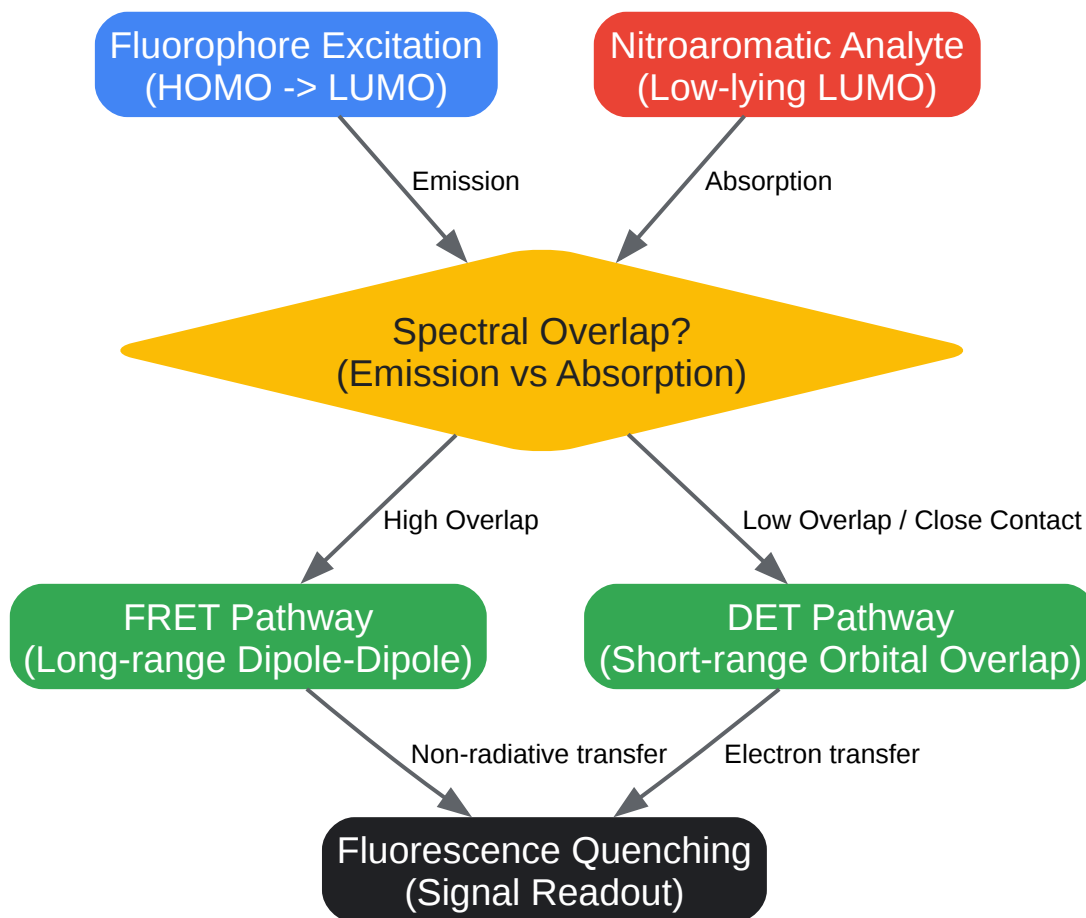 Fluorophore Excitation
(HOMO -> LUMO)
Nitroaromatic Analyte
(Low-lying LUMO)
Emission
Absorption
Spectral Overlap?
(Emission vs Absorption)
High Overlap
Low Overlap / Close Contact
FRET Pathway
(Long-range Dipole-Dipole)
DET Pathway
(Short-range Orbital Overlap)
Non-radiative transfer
Electron transfer
Fluorescence Quenching
(Signal Readout)